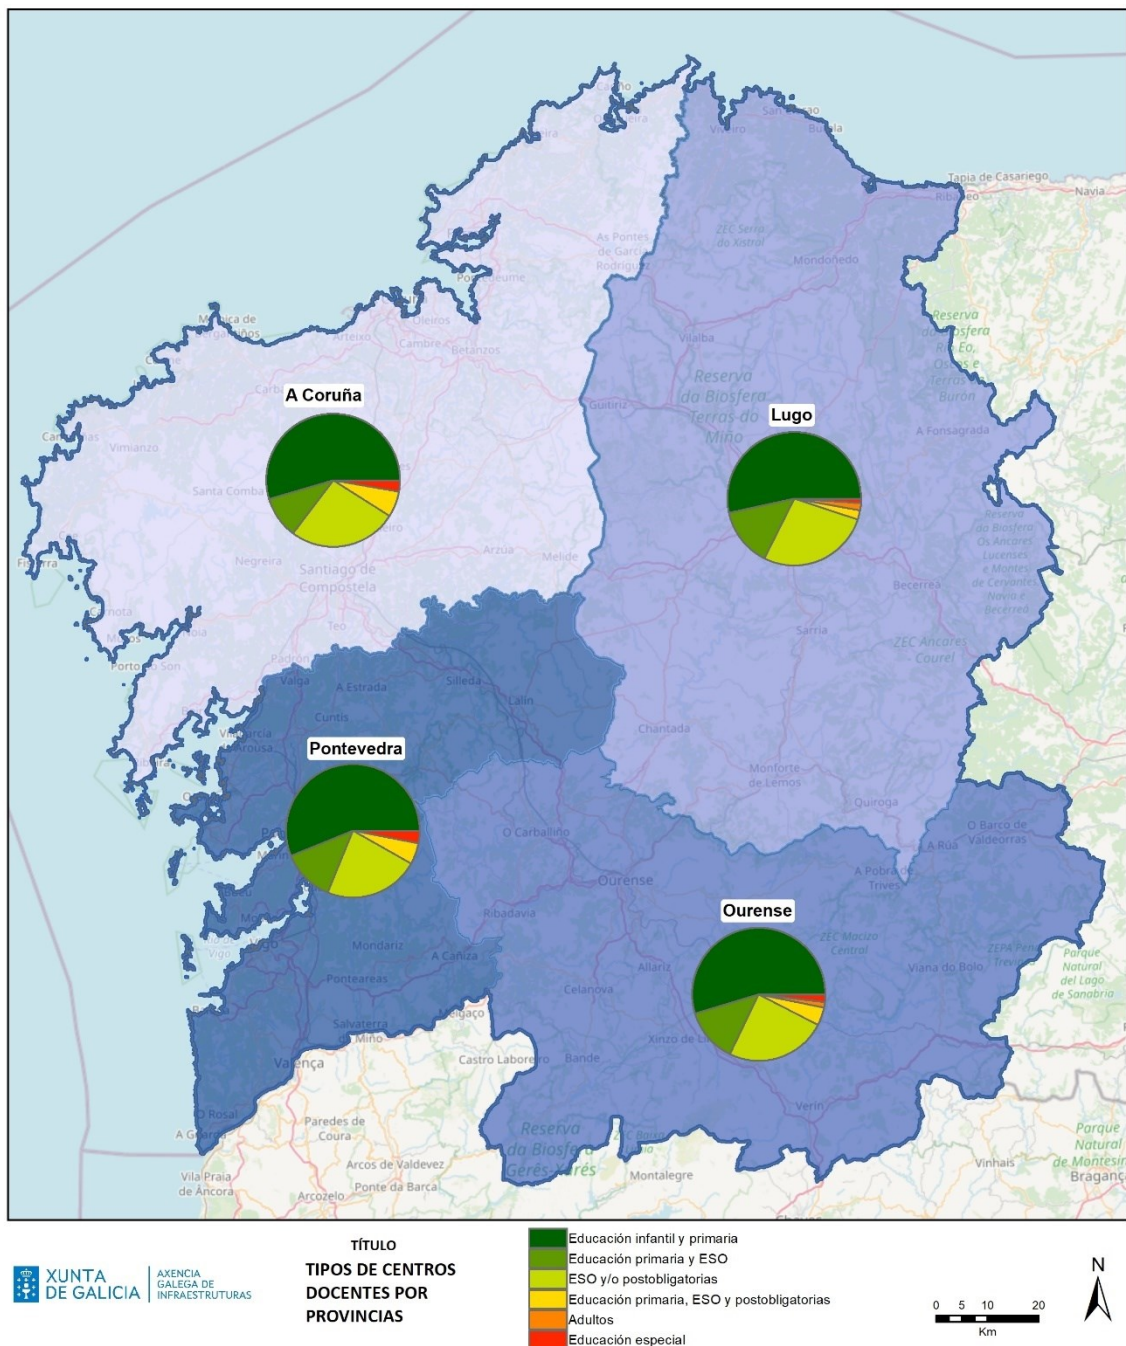 Cariño
Viveiro
Burela
Tapia de Casariego
Navia
Ribadeo
As Pontes
de García
Rodríguez
ZEC Serra
do Xistral
Mondoñedo
Oleiros
Arteixo
Cambre
Betanzos
Vilalba
Reserva
da Biosfera
Terras do
Miño
Guitiriz
A Coruña
Lugo
A Fonsagrada
Vimianzo
Santa Comba
Negreira
Santiago de
Compostela
Arzúa
Melide
Teo
Padrón
Noia
Porto do Son
Reserva
da Biosfera
Os Ancares
Lucenses
e Montes
de Cervantes,
Navia e
Becerreá
Becerreá
Sarria
ZEC Ancares
- Courel
Valga
A Estrada
Silleda
Lalín
Cuntis
Chantada
Monforte
de Lemos
Quiroga
Pontevedra
O Carballiño
O Barco de
Valdeorras
A Rúa
A Pobra de
Trives
Ourense
Ribadavia
Ourense
ZEC Macizo
Central
Viana do Bolo
Mondariz
A Cañiza
Ponteareas
Allariz
Celanova
Parque
Natural
del Lago
de Sanabria
Salvaterra
do Miño
Valença
Castro Laboreiro
Bande
Verín
O Rosal
A Guarda
Paredes de
Coura
Reserva
da Biosfera
Gerês-Xurés
Arcos de Valdevez
Ponte da Barca
Montalegre
Vinhais
Parque
Natural
de Montesin
Bragança
Vila Praia
de Âncora
Arcozelo
Chaves
XUNTA
DE GALICIA
AXENCIA
GALEGA DE
INFRAESTRUTURAS
TÍTULO
TIPOS DE CENTROS
DOCENTES POR
PROVINCIAS
Educación infantil y primaria
Educación primaria y ESO
ESO y/o postobligatorias
Educación primaria, ESO y postobligatorias
Adultos
Educación especial
N
0 5 10 20
Km